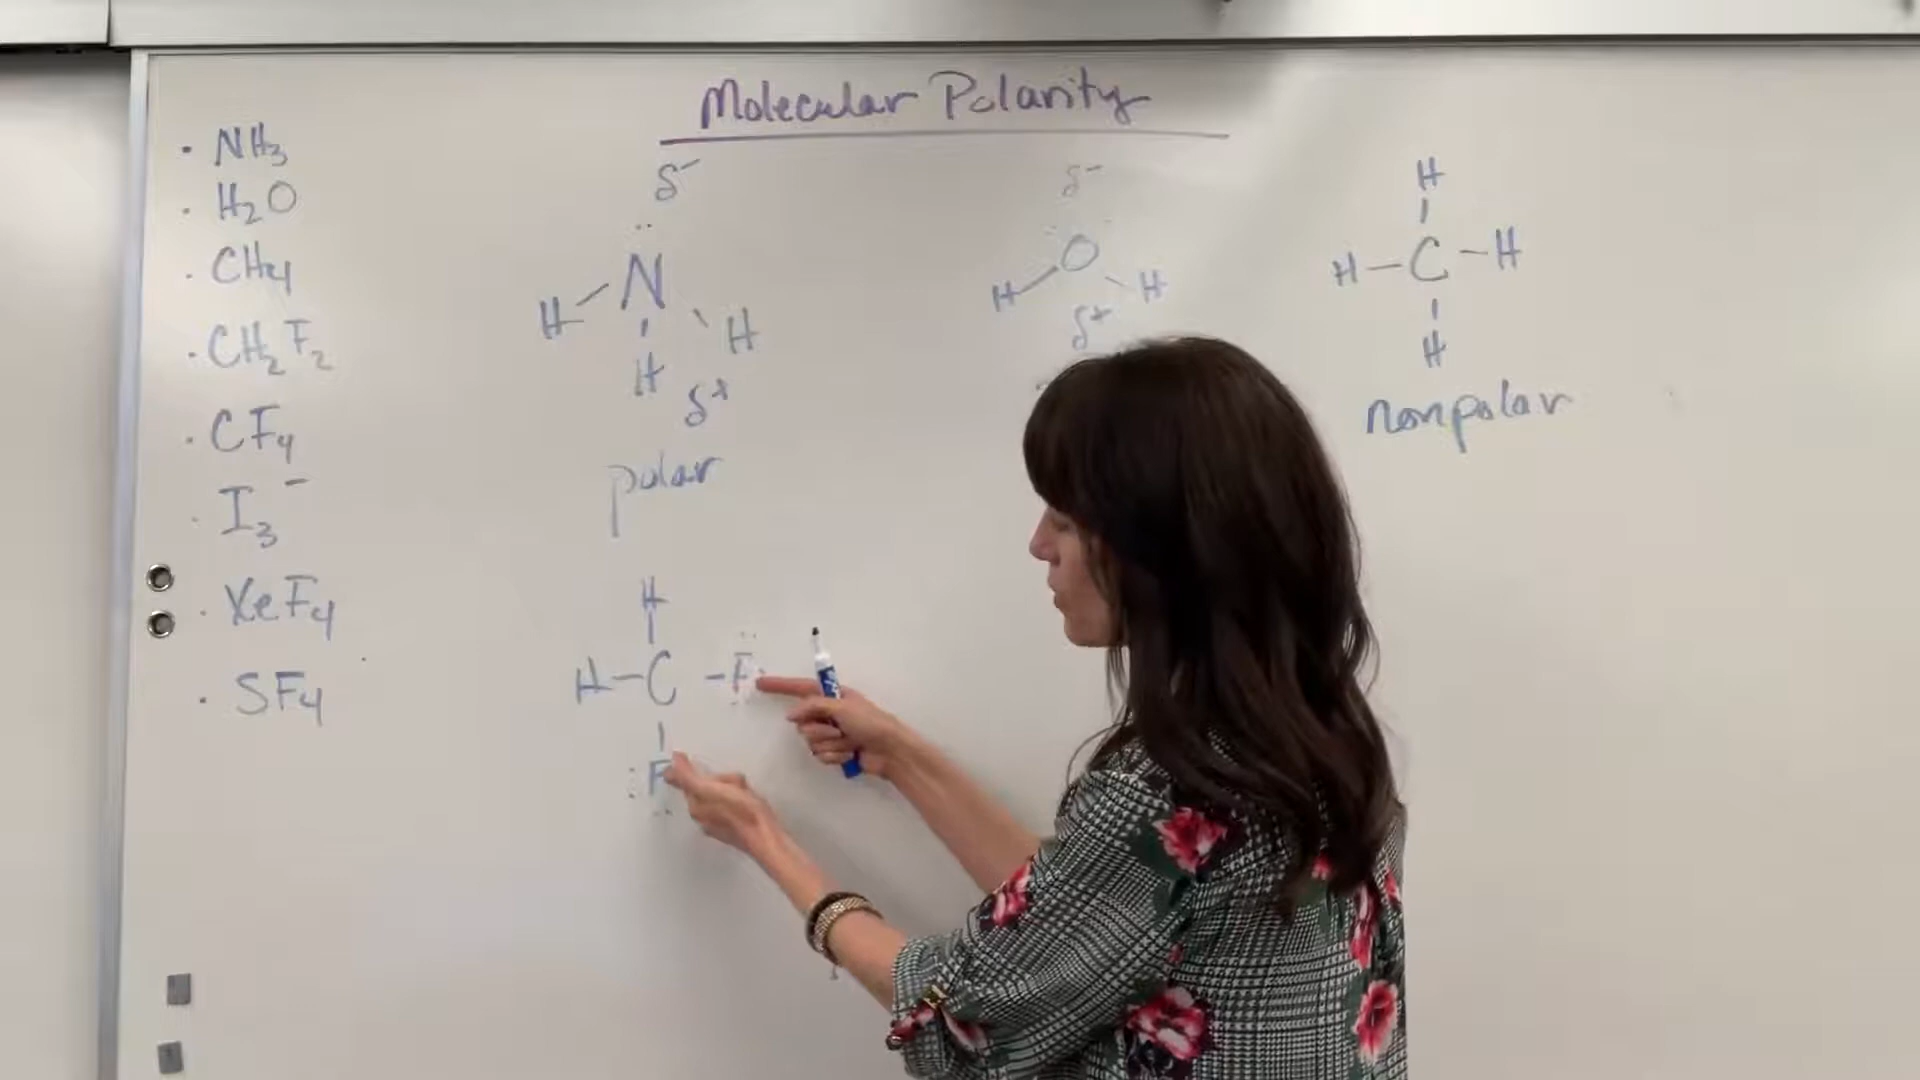 Molecular Polarity
· NH₃
· H₂O
· CH₄
· CH₂F₂
· CF₄
· I₃⁻
· XeF₄
· SF₄
δ⁻
N
H H
H
δ⁺
polar
δ⁻
O
H H
δ⁺
H
H-C-H
H
nonpolar
H
H-C-F
F